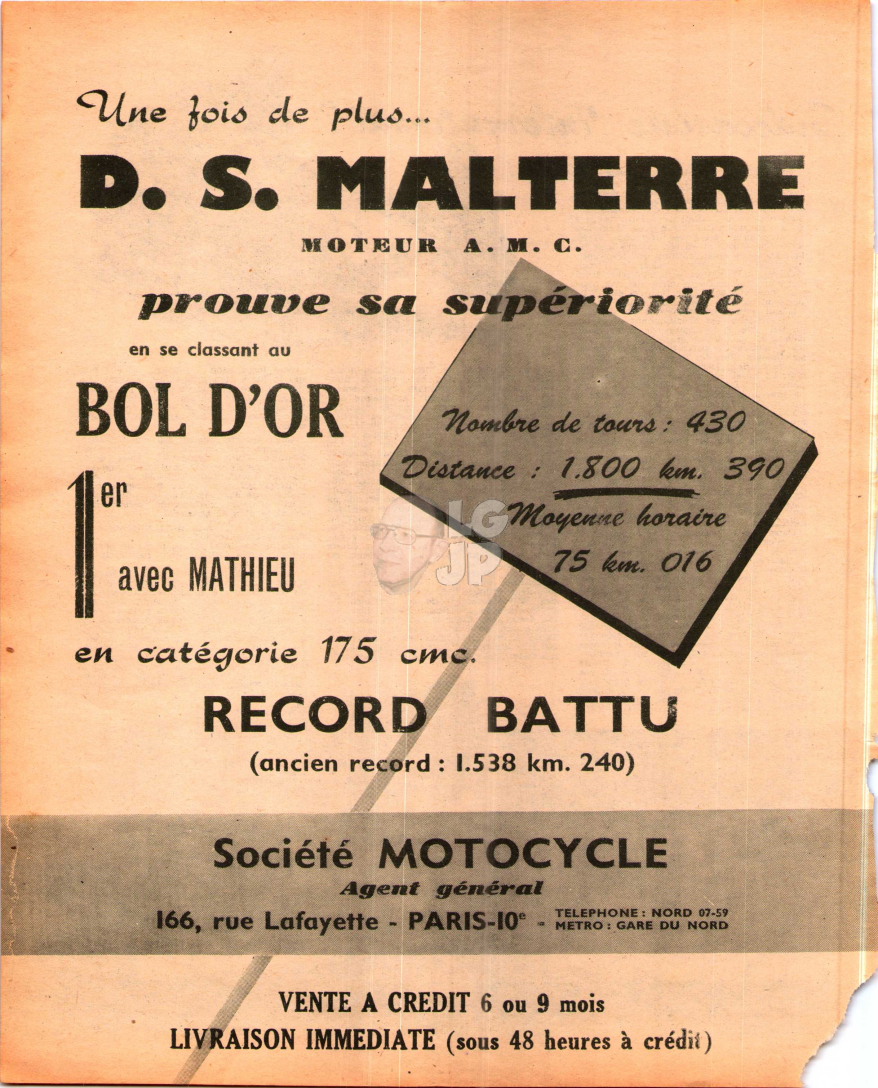 Une fois de plus...
D. S. MALTERRE
MOTEUR A. M. C.
prouve sa supériorité
en se classant au
BOL D'OR
1er
avec MATHIEU
en catégorie 175 cmc.
Nombre de tours : 430
Distance : 1.800 km. 390
Moyenne horaire
75 km. 016
LG
JP
RECORD BATTU
(ancien record : 1.538 km. 240)
Société MOTOCYCLE
Agent général
166, rue Lafayette - PARIS-10e - TELEPHONE : NORD 07-59
METRO : GARE DU NORD
VENTE A CREDIT 6 ou 9 mois
LIVRAISON IMMEDIATE (sous 48 heures à crédit)